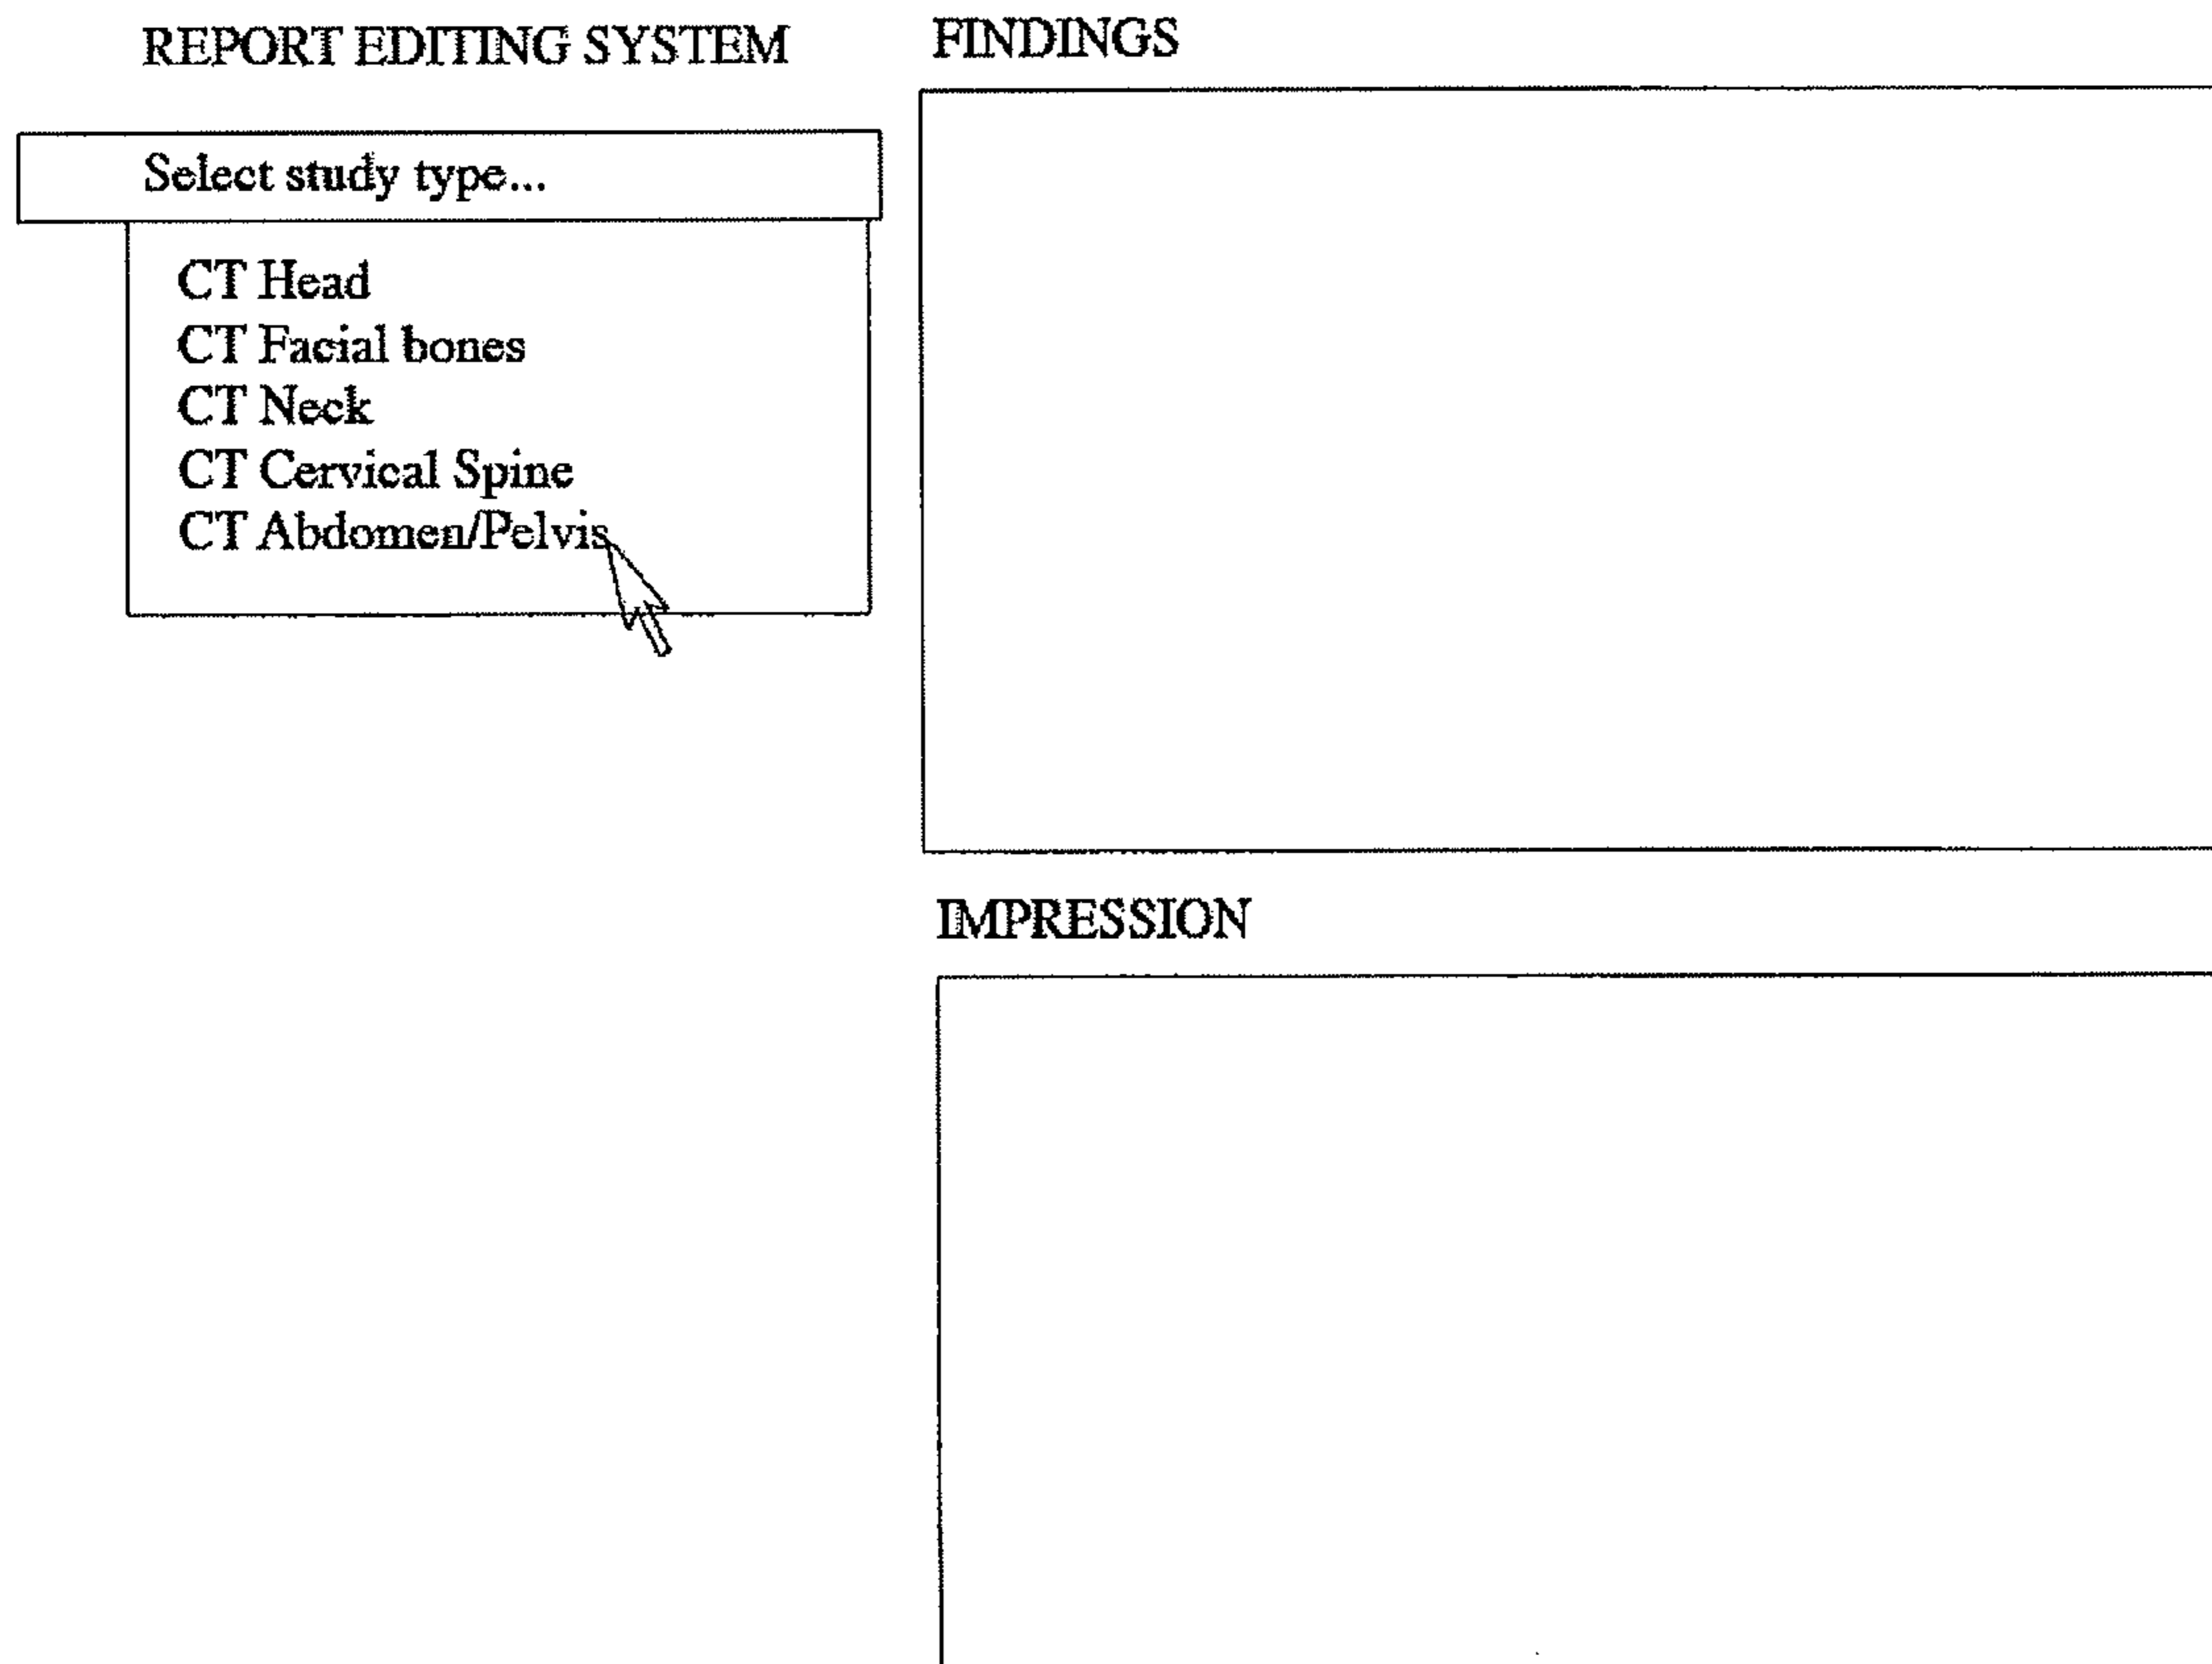 REPORT EDITING SYSTEM
Select study type...
CT Head
CT Facial bones
CT Neck
CT Cervical Spine
CT Abdomen/Pelvis
FINDINGS
IMPRESSION